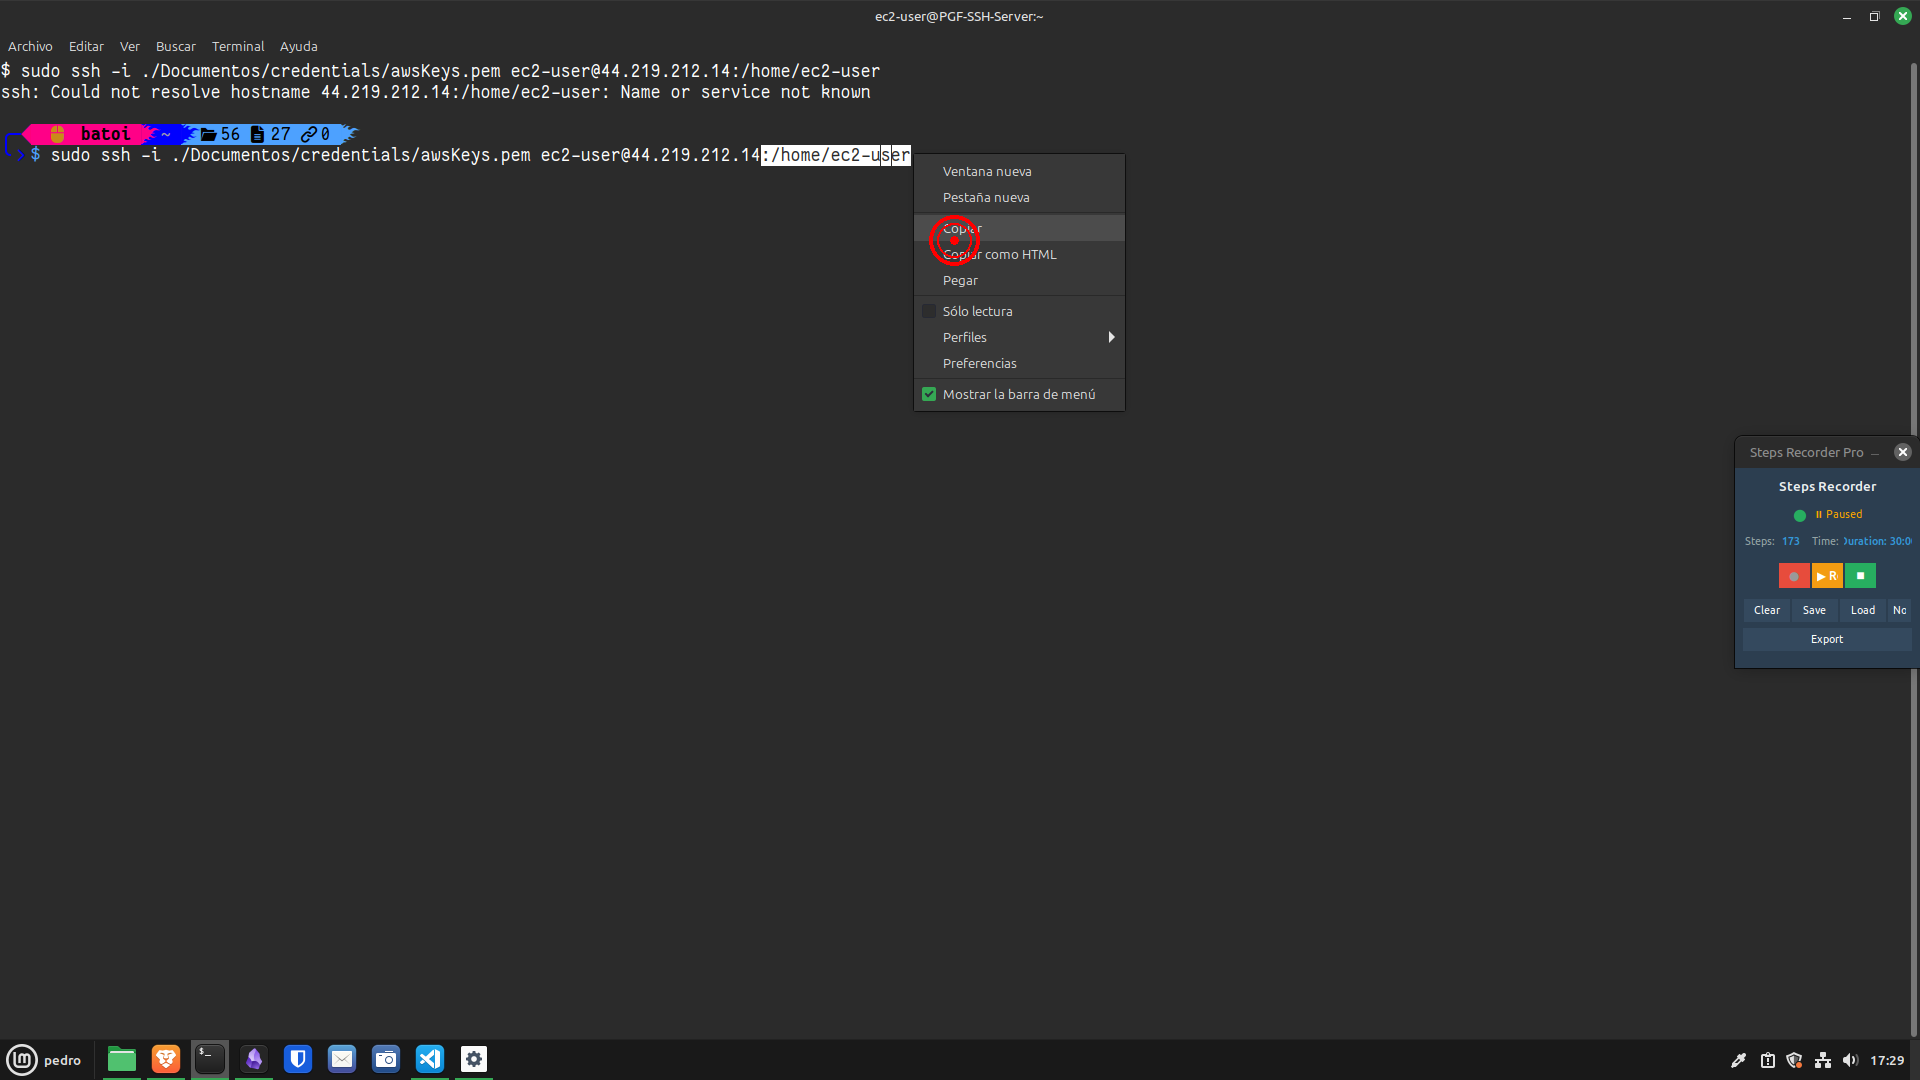 ec2-user@PGF-SSH-Server:~
Archivo Editar Ver Buscar Terminal Ayuda
$ sudo ssh -i ./Documentos/credentials/awsKeys.pem ec2-user@44.219.212.14:/home/ec2-user
ssh: Could not resolve hostname 44.219.212.14:/home/ec2-user: Name or service not known
batoi ~ 56 27 0
$ sudo ssh -i ./Documentos/credentials/awsKeys.pem ec2-user@44.219.212.14:/home/ec2-user
Ventana nueva
Pestaña nueva
Copiar
Copiar como HTML
Pegar
Sólo lectura
Perfiles
Preferencias
Mostrar la barra de menú
Steps Recorder Pro
Steps Recorder
Paused
Steps: 173 Time: Duration: 30:0
R
Clear Save Load No
Export
pedro
17:29